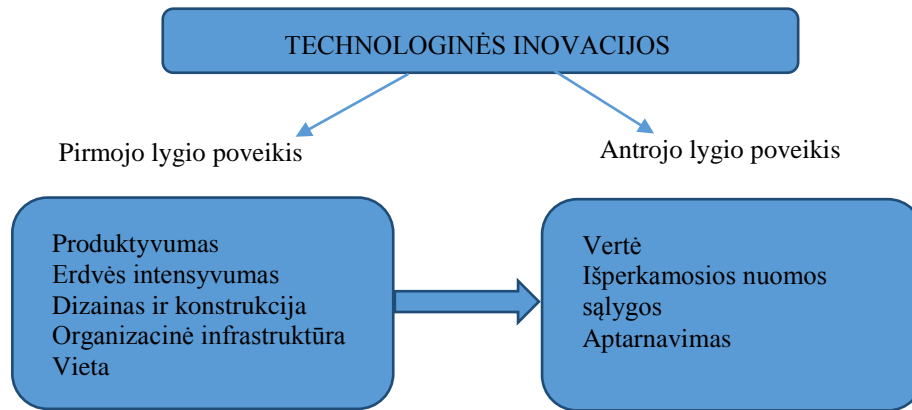 TECHNOLOGINĖS INOVACIJOS
Pirmojo lygio poveikis
Antrojo lygio poveikis
Produktyvumas
Erdvės intensyvumas
Dizainas ir konstrukcija
Organizacinė infrastruktūra
Vieta
Vertė
Išperkamosios nuomos
sąlygos
Aptarnavimas